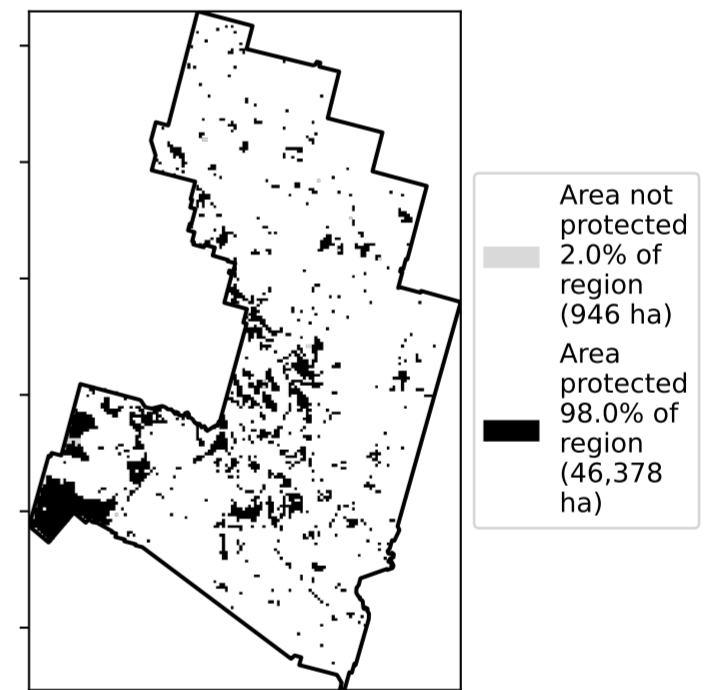 Area not
protected
2.0% of
region
(946 ha)
Area
protected
98.0% of
region
(46,378
ha)